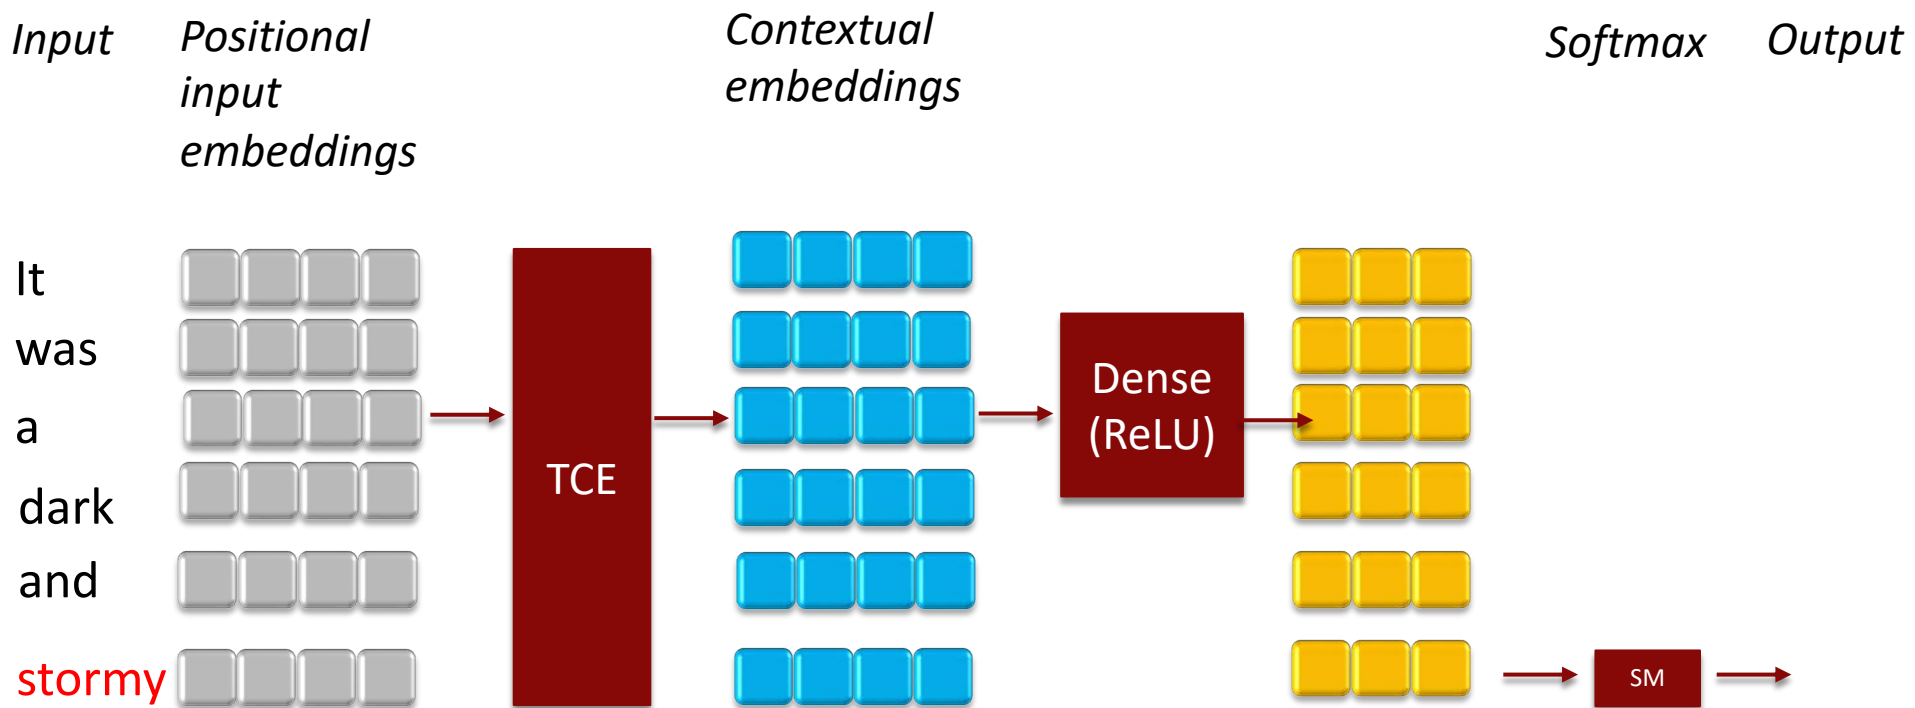 Input
Positional
input
embeddings
Contextual
embeddings
Softmax
Output
It
was
a
dark
and
stormy
TCE
Dense
(ReLU)
SM